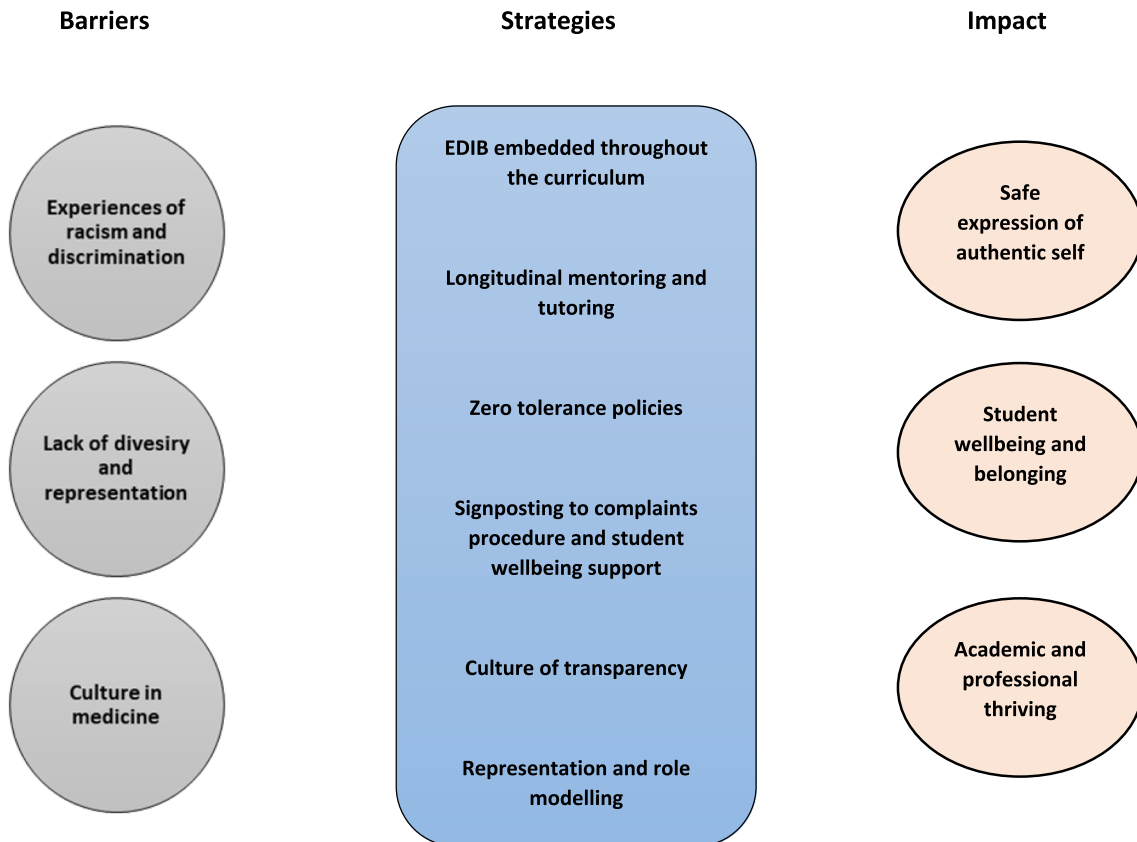 Barriers
Strategies
Impact
Experiences of
racism and
discrimination
Lack of divesiry
and
representation
Culture in
medicine
EDIB embedded throughout
the curriculum
Longitudinal mentoring and
tutoring
Zero tolerance policies
Signposting to complaints
procedure and student
wellbeing support
Culture of transparency
Representation and role
modelling
Safe
expression of
authentic self
Student
wellbeing and
belonging
Academic and
professional
thriving